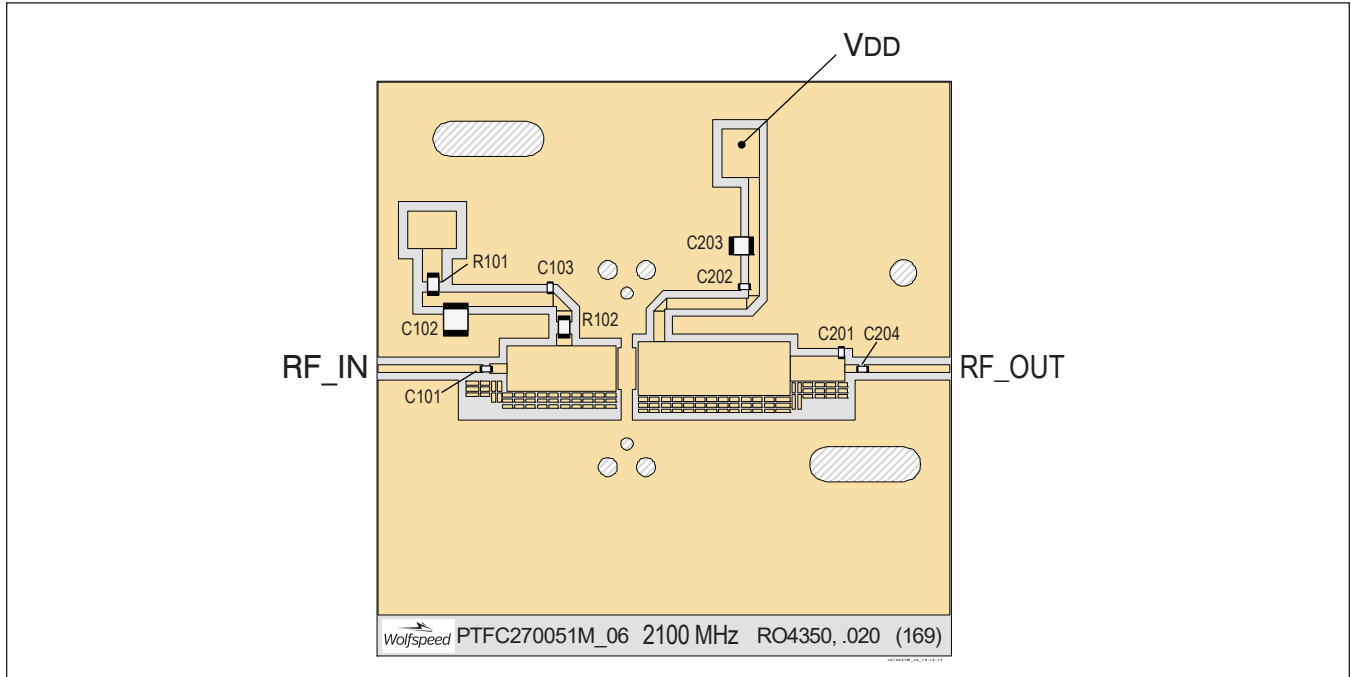 VDD
C203
R101
C103
C202
R102
C102
C201
C204
RF_IN
RF_OUT
C101
Wolfspeed PTFC270051M_06 2100 MHz RO4350, .020 (169)